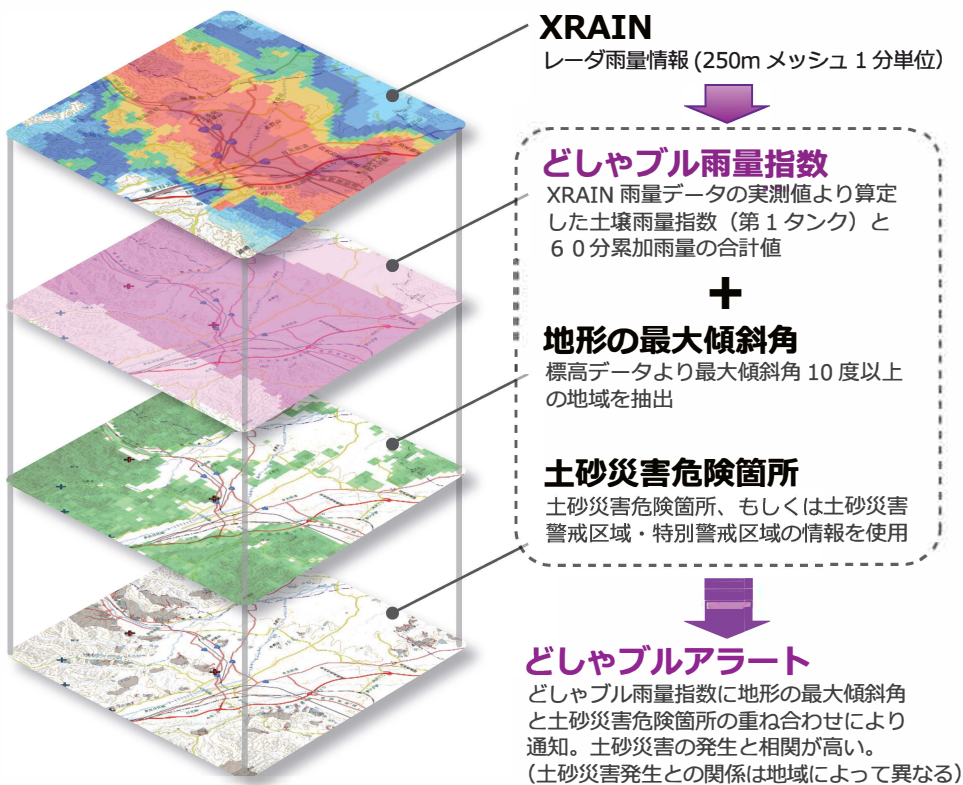 XRAIN
レーダ雨量情報 (250m メッシュ 1 分単位)
どしゃブル雨量指数
XRAIN 雨量データの実測値より算定
した土壌雨量指数（第 1 タンク）と
６０分累加雨量の合計値
+
地形の最大傾斜角
標高データより最大傾斜角 10 度以上
の地域を抽出
土砂災害危険箇所
土砂災害危険箇所、もしくは土砂災害
警戒区域・特別警戒区域の情報を使用
どしゃブルアラート
どしゃブル雨量指数に地形の最大傾斜角
と土砂災害危険箇所の重ね合わせにより
通知。土砂災害の発生と相関が高い。
（土砂災害発生との関係は地域によって異なる）